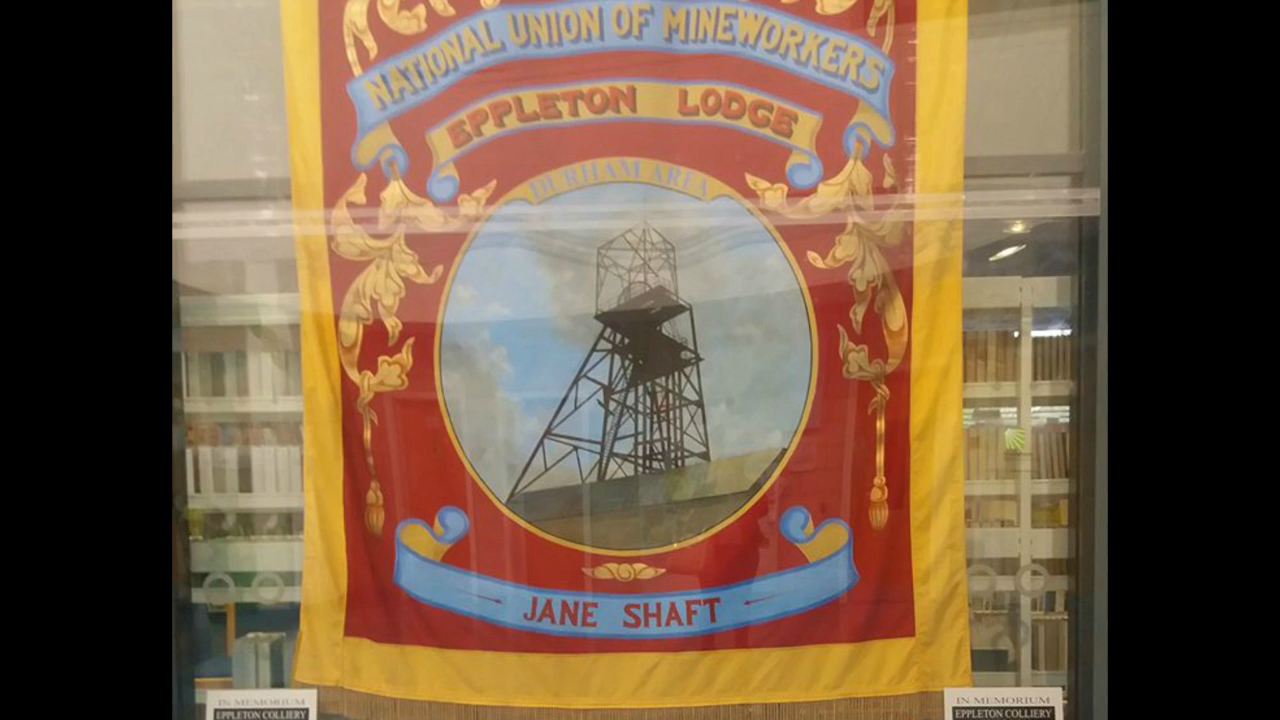 NATIONAL UNION OF MINEWORKERS
EPPLETON LODGE
DURHAM AREA
JANE SHAFT
IN MEMORIUM
EPPLETON COLLIERY
IN MEMORIUM
EPPLETON COLLIERY